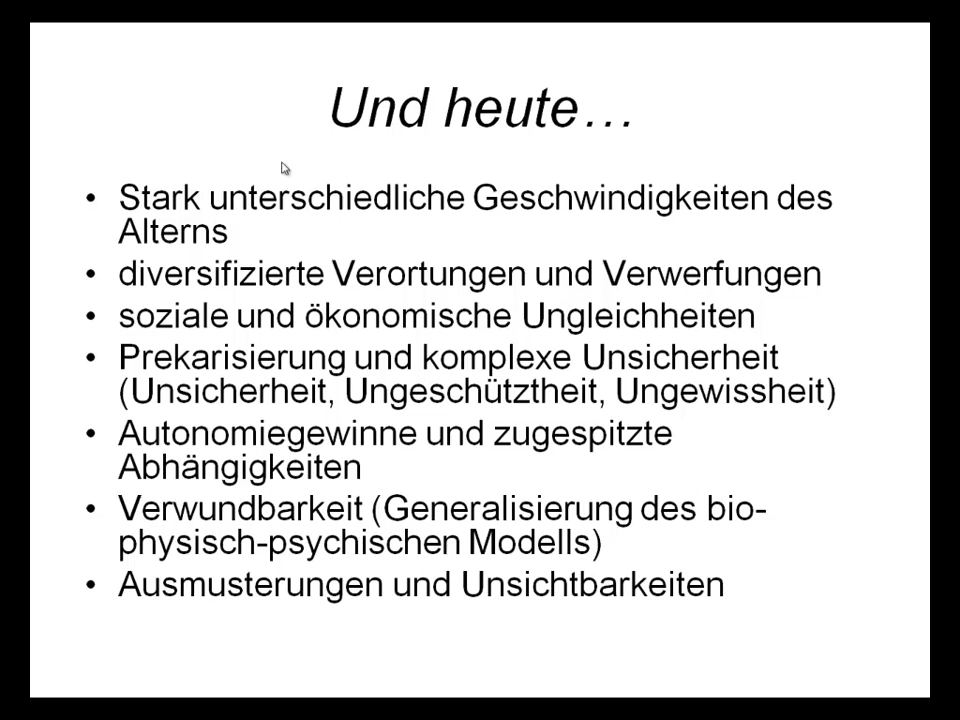 Und heute…
• Stark unterschiedliche Geschwindigkeiten des
Alterns
• diversifizierte Verortungen und Verwerfungen
• soziale und ökonomische Ungleichheiten
• Prekarisierung und komplexe Unsicherheit
(Unsicherheit, Ungeschütztheit, Ungewissheit)
• Autonomiegewinne und zugespitzte
Abhängigkeiten
• Verwundbarkeit (Generalisierung des bio-
physisch-psychischen Modells)
• Ausmusterungen und Unsichtbarkeiten